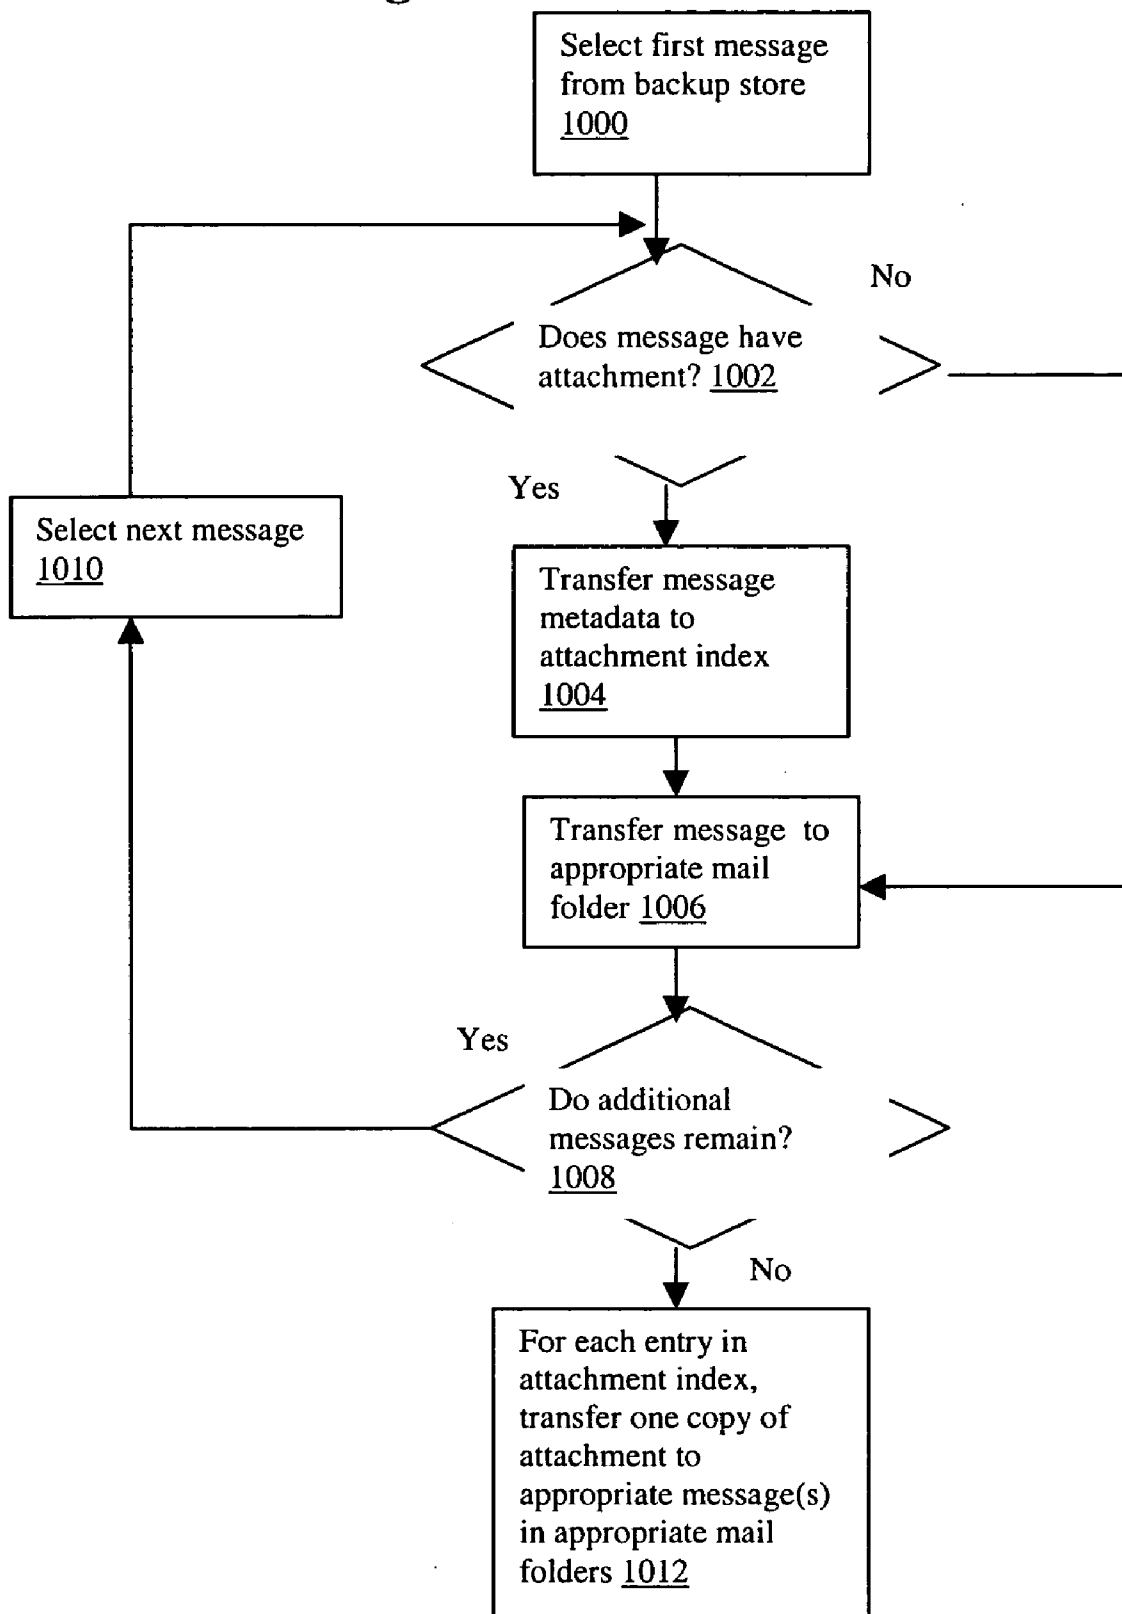 Select first message
from backup store
1000
No
Does message have
attachment? 1002
Yes
Select next message
1010
Transfer message
metadata to
attachment index
1004
Transfer message to
appropriate mail
folder 1006
Yes
Do additional
messages remain?
1008
No
For each entry in
attachment index,
transfer one copy of
attachment to
appropriate message(s)
in appropriate mail
folders 1012